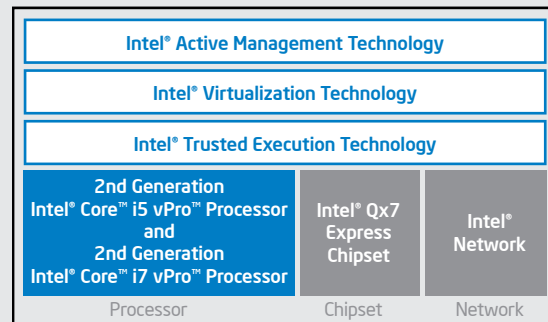 Intel® Active Management Technology
Intel® Virtualization Technology
Intel® Trusted Execution Technology
2nd Generation
Intel® Core™ i5 vPro™ Processor
and
2nd Generation
Intel® Core™ i7 vPro™ Processor
Intel® Qx7
Express
Chipset
Intel®
Network
Processor
Chipset
Network